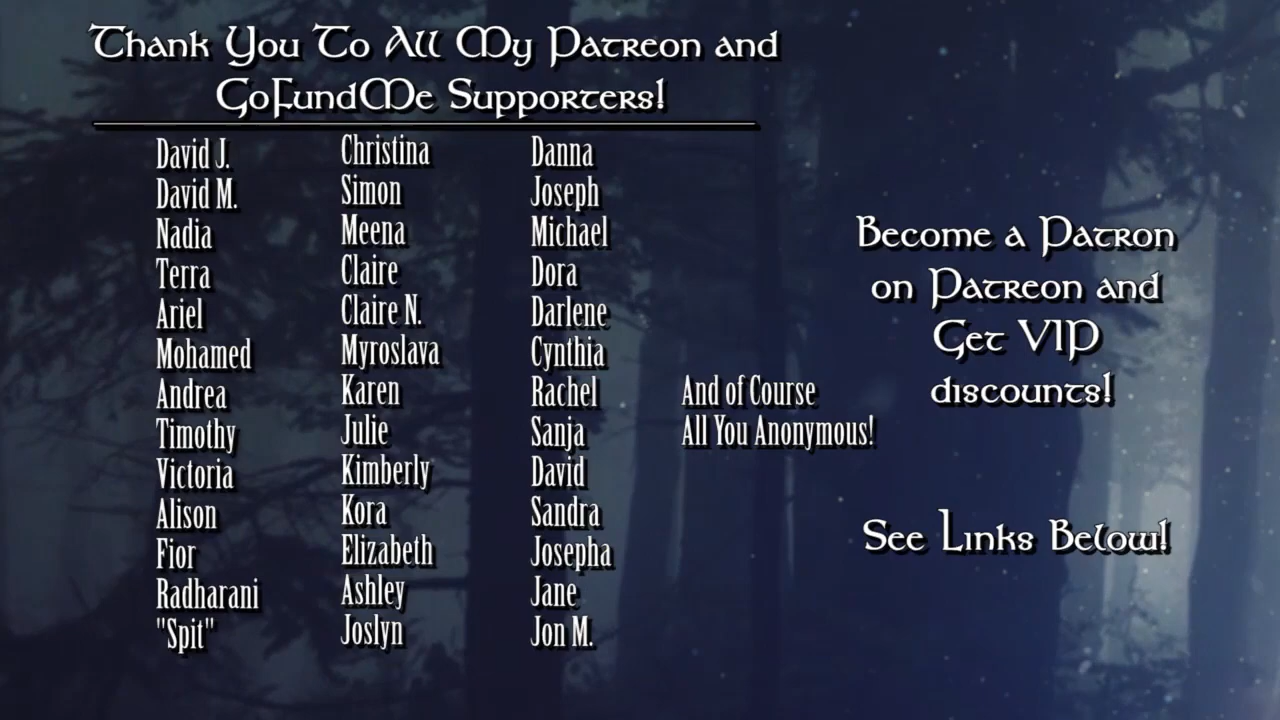 Thank You To All My Patreon and
GoFundMe Supporters!
David J.
David M.
Nadia
Terra
Ariel
Mohamed
Andrea
Timothy
Victoria
Alison
Fior
Radharani
"Spit"
Christina
Simon
Meena
Claire
Claire N.
Myroslava
Karen
Julie
Kimberly
Kora
Elizabeth
Ashley
Joslyn
Danna
Joseph
Michael
Dora
Darlene
Cynthia
Rachel
Sanja
David
Sandra
Josepha
Jane
Jon M.
And of Course
All You Anonymous!
Become a Patron
on Patreon and
Get VIP
discounts!
See Links Below!